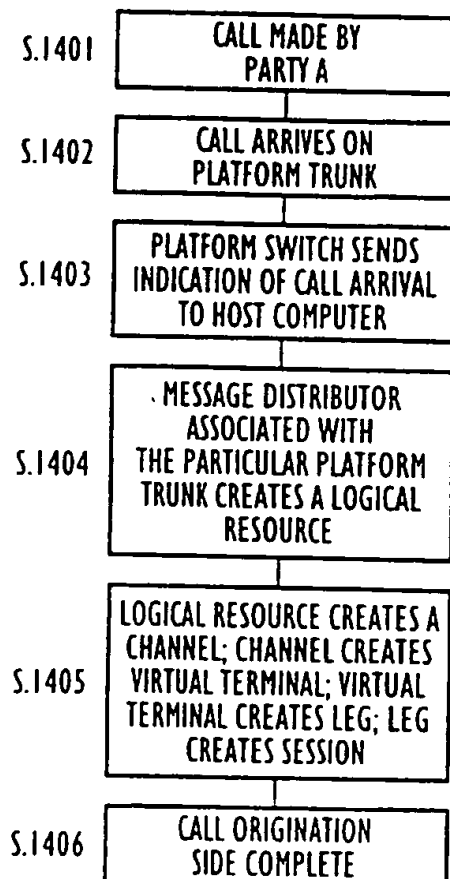 S.1401
CALL MADE BY
PARTY A
S.1402
CALL ARRIVES ON
PLATFORM TRUNK
S.1403
PLATFORM SWITCH SENDS
INDICATION OF CALL ARRIVAL
TO HOST COMPUTER
S.1404
MESSAGE DISTRIBUTOR
ASSOCIATED WITH
THE PARTICULAR PLATFORM
TRUNK CREATES A LOGICAL
RESOURCE
S.1405
LOGICAL RESOURCE CREATES A
CHANNEL; CHANNEL CREATES
VIRTUAL TERMINAL; VIRTUAL
TERMINAL CREATES LEG; LEG
CREATES SESSION
S.1406
CALL ORIGINATION
SIDE COMPLETE